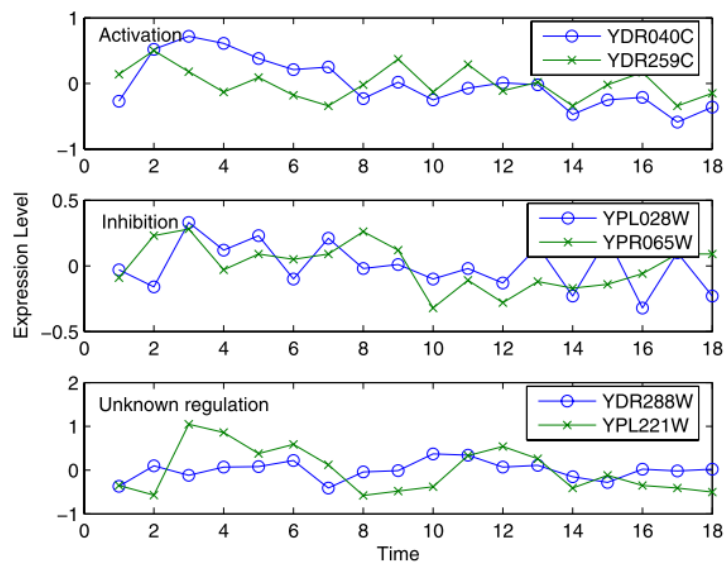 Expression Level
Activation
YDR040C
YDR259C
1
0
−1
0 2 4 6 8 10 12 14 16 18
Inhibition
YPL028W
YPR065W
0.5
0
−0.5
0 2 4 6 8 10 12 14 16 18
Unknown regulation
YDR288W
YPL221W
2
1
0
−1
0 2 4 6 8 10 12 14 16 18
Time